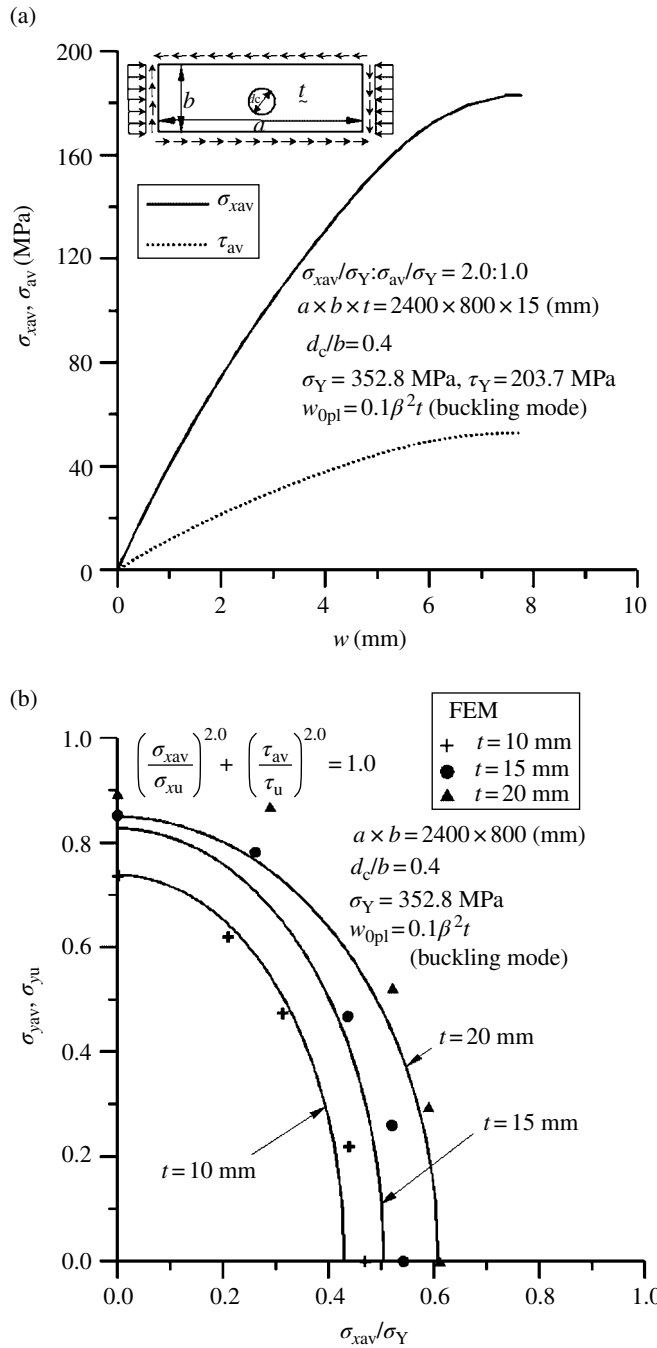 (a)
200
160
120
80
40
0
σxav, σav (MPa)
b
dc
t
a
σxav
τav
σxav/σY:σav/σY = 2.0:1.0
a × b × t = 2400 × 800 × 15 (mm)
dc/b = 0.4
σY = 352.8 MPa, τY = 203.7 MPa
w0pl = 0.1β²t (buckling mode)
0 2 4 6 8 10
w (mm)
(b)
FEM
t = 10 mm
t = 15 mm
t = 20 mm
(σxav/σxu)^2.0 + (τav/τu)^2.0 = 1.0
a × b = 2400 × 800 (mm)
dc/b = 0.4
σY = 352.8 MPa
w0pl = 0.1β²t
(buckling mode)
1.0
0.8
0.6
0.4
0.2
0.0
σyav, σyu
t = 20 mm
t = 15 mm
t = 10 mm
0.0 0.2 0.4 0.6 0.8 1.0
σxav/σY